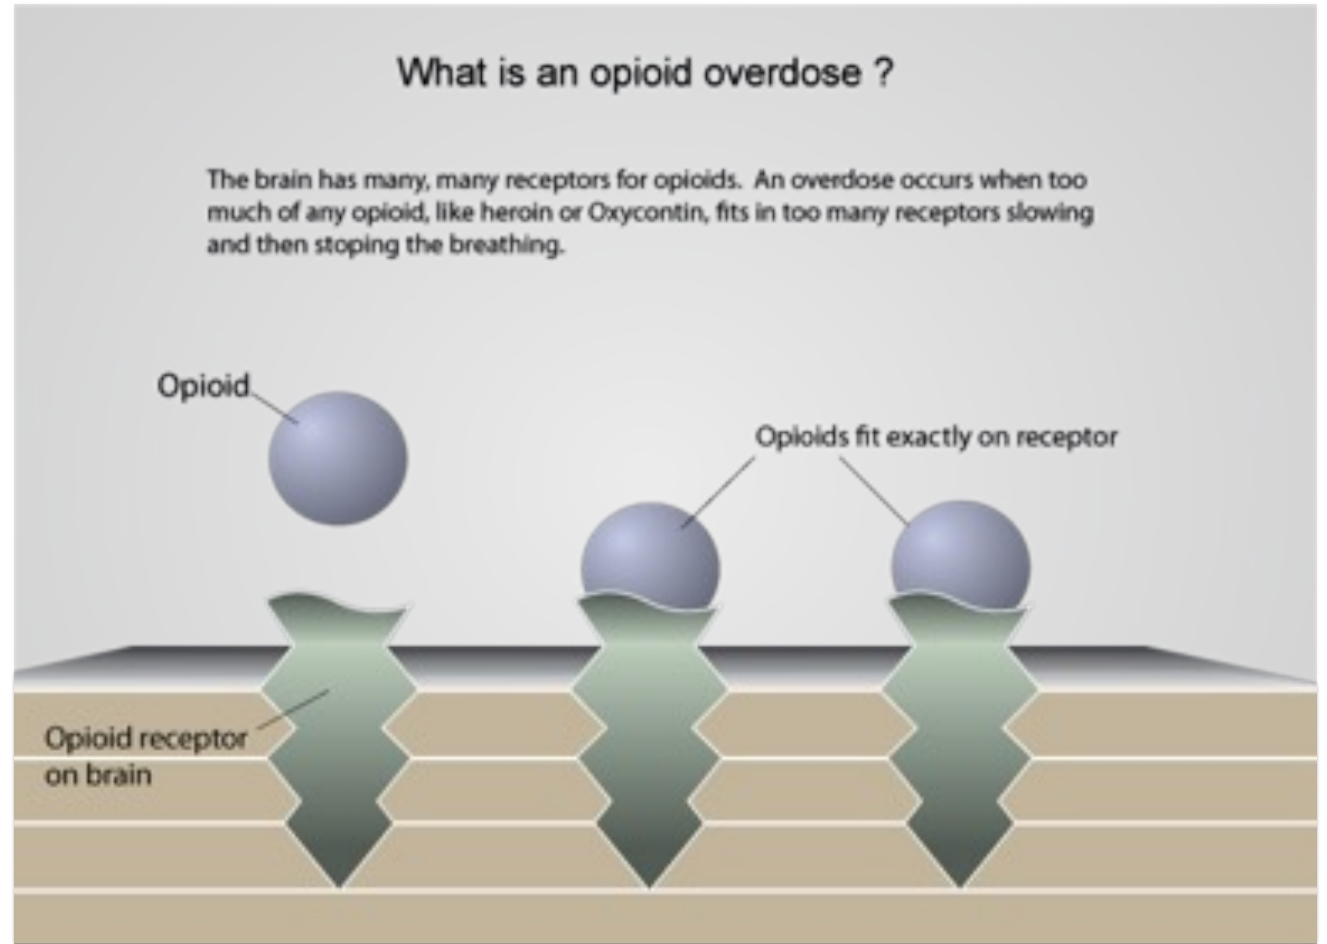 What is an opioid overdose ?
The brain has many, many receptors for opioids. An overdose occurs when too
much of any opioid, like heroin or Oxycontin, fits in too many receptors slowing
and then stoping the breathing.
Opioid
Opioids fit exactly on receptor
Opioid receptor
on brain